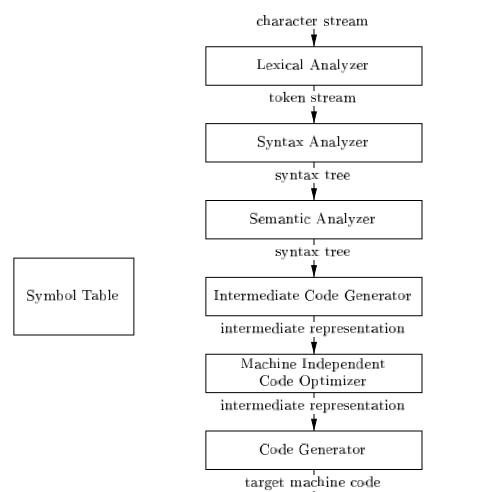 character stream
Lexical Analyzer
token stream
Syntax Analyzer
syntax tree
Semantic Analyzer
syntax tree
Symbol Table
Intermediate Code Generator
intermediate representation
Machine Independent
Code Optimizer
intermediate representation
Code Generator
target machine code